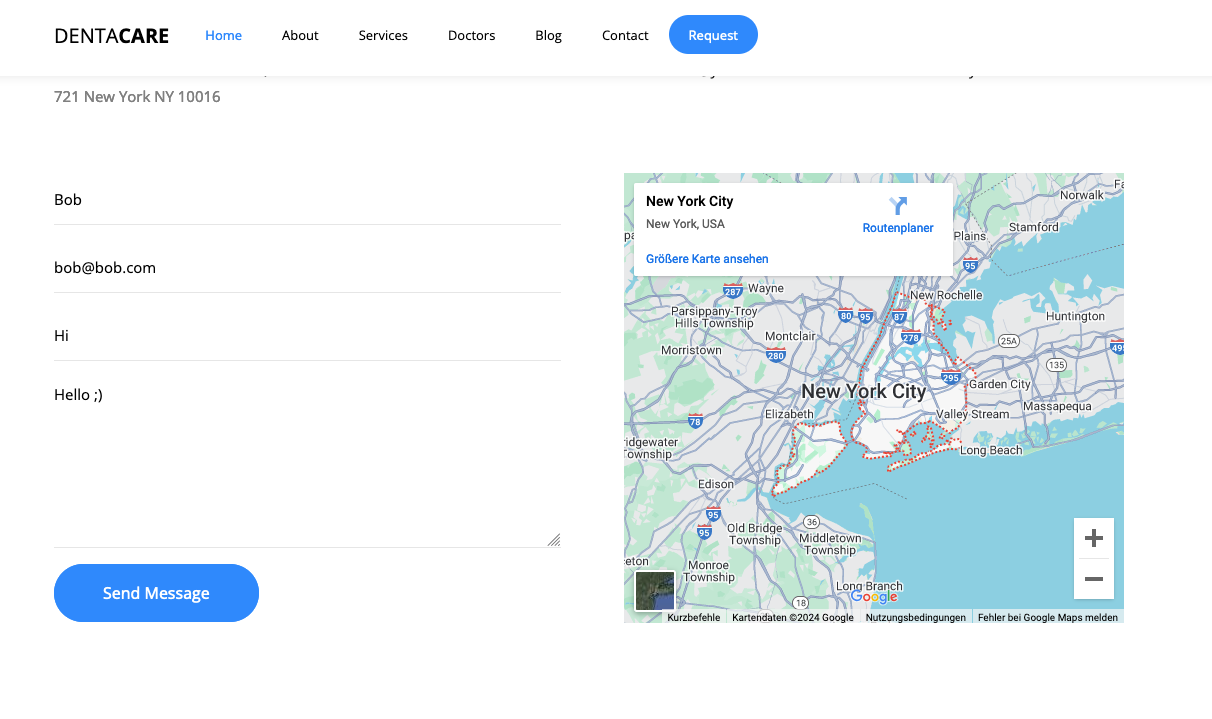 DENTACARE Home About Services Doctors Blog Contact Request
721 New York NY 10016
Bob
bob@bob.com
Hi
Hello ;)
Send Message
New York City
New York, USA
Routenplaner
Größere Karte ansehen
Norwalk
Stamford
Plains
95
287
Wayne
New Rochelle
Parsippany-Troy
Hills Township
80
95
87
Huntington
Montclair
278
25A
Morristown
280
495
135
295
Garden City
New York City
Massapequa
Elizabeth
Valley Stream
78
Long Beach
Edison
95
95
36
Old Bridge
Township
Middletown
Township
Monroe
Township
Long Branch
Google
18
Kurzbefehle
Kartendaten ©2024 Google
Nutzungsbedingungen
Fehler bei Google Maps melden